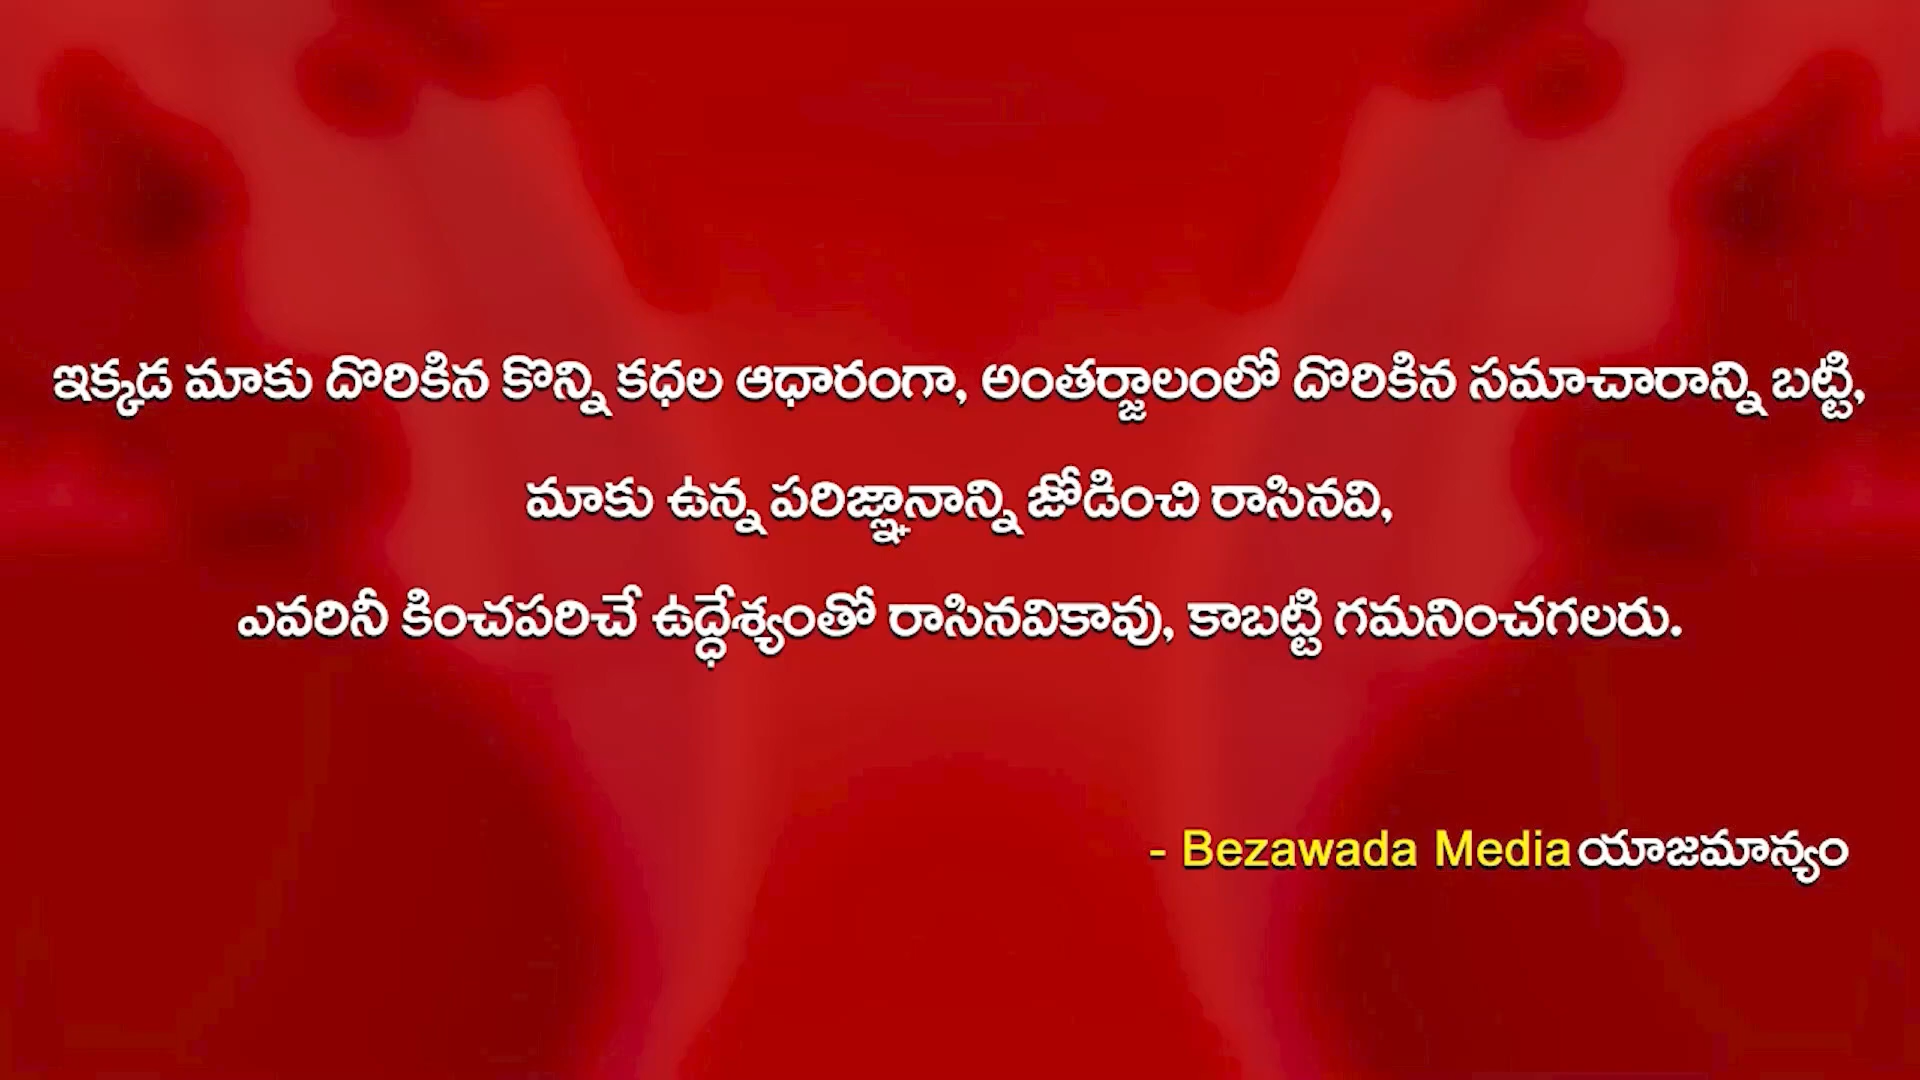 ఇక్కడ మాకు దొరికిన కొన్ని కధల ఆధారంగా, అంతర్జాలంలో దొరికిన సమాచారాన్ని బట్టి,
మాకు ఉన్న పరిజ్ఞానాన్ని జోడించి రాసినవి,
ఎవరినీ కించపరిచే ఉద్ధేశ్యంతో రాసినవికావు, కాబట్టి గమనించగలరు.
- Bezawada Media యాజమాన్యం